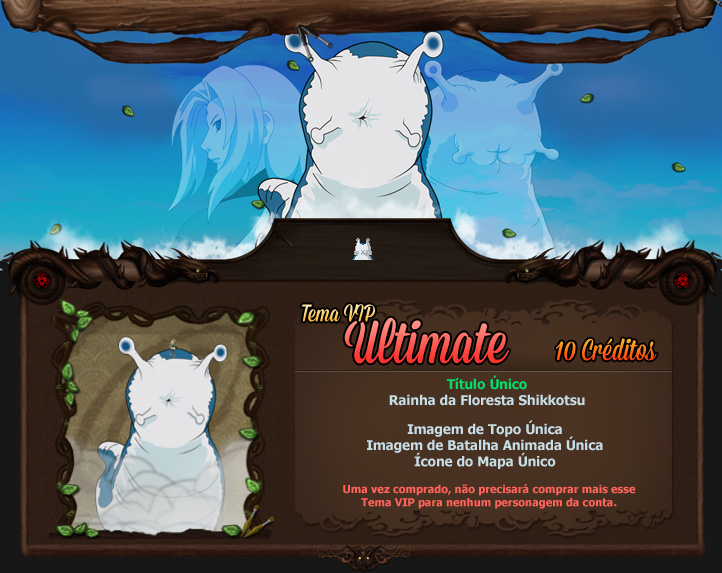 Tema VIP
Ultimate
10 Créditos
Título Único
Rainha da Floresta Shikkotsu
Imagem de Topo Única
Imagem de Batalha Animada Única
Ícone do Mapa Único
Uma vez comprado, não precisará comprar mais esse
Tema VIP para nenhum personagem da conta.